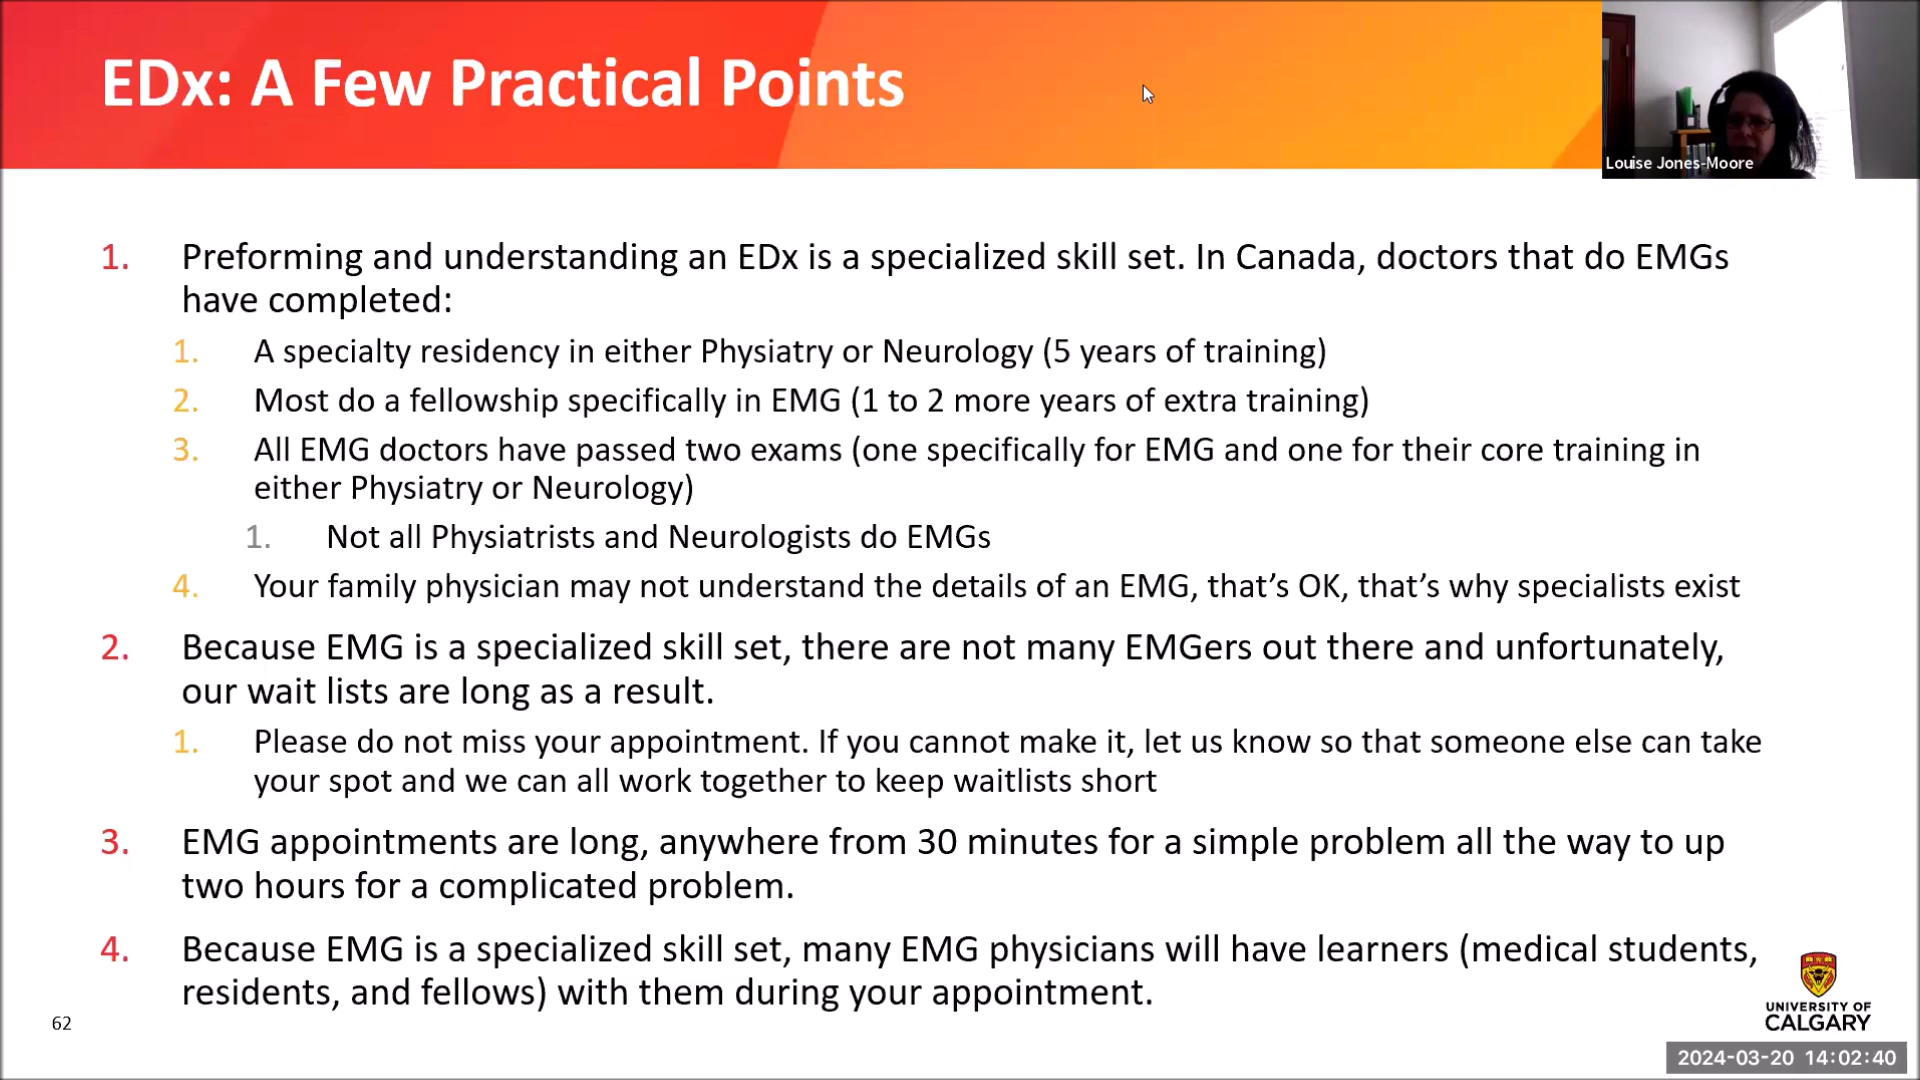 EDx: A Few Practical Points
Louise Jones-Moore
1. Preforming and understanding an EDx is a specialized skill set. In Canada, doctors that do EMGs
have completed:
1. A specialty residency in either Physiatry or Neurology (5 years of training)
2. Most do a fellowship specifically in EMG (1 to 2 more years of extra training)
3. All EMG doctors have passed two exams (one specifically for EMG and one for their core training in
either Physiatry or Neurology)
1. Not all Physiatrists and Neurologists do EMGs
4. Your family physician may not understand the details of an EMG, that’s OK, that’s why specialists exist
2. Because EMG is a specialized skill set, there are not many EMGers out there and unfortunately,
our wait lists are long as a result.
1. Please do not miss your appointment. If you cannot make it, let us know so that someone else can take
your spot and we can all work together to keep waitlists short
3. EMG appointments are long, anywhere from 30 minutes for a simple problem all the way to up
two hours for a complicated problem.
4. Because EMG is a specialized skill set, many EMG physicians will have learners (medical students,
residents, and fellows) with them during your appointment.
62
UNIVERSITY OF
CALGARY
2024-03-20 14:02:40